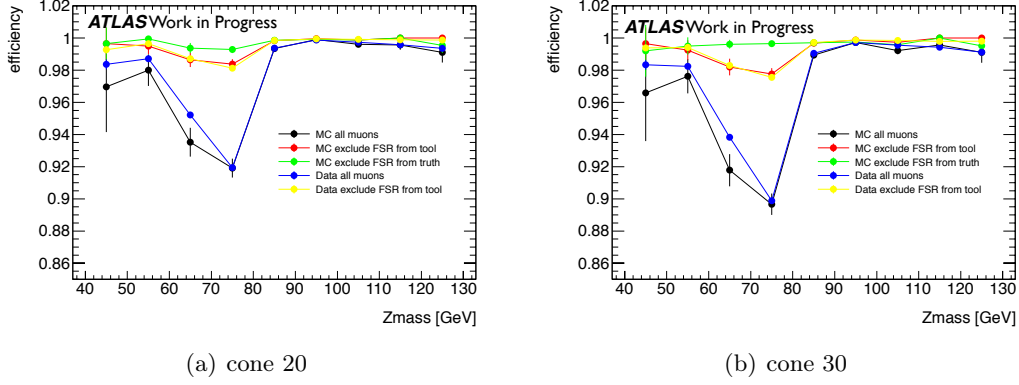 ATLAS Work in Progress
efficiency
1
0.98
0.96
0.94
0.92
0.9
0.88
0.86
MC all muons
MC exclude FSR from tool
MC exclude FSR from truth
Data all muons
Data exclude FSR from tool
40 50 60 70 80 90 100 110 120 130
Zmass [GeV]
(a) cone 20
ATLAS Work in Progress
efficiency
1
0.98
0.96
0.94
0.92
0.9
0.88
0.86
MC all muons
MC exclude FSR from tool
MC exclude FSR from truth
Data all muons
Data exclude FSR from tool
40 50 60 70 80 90 100 110 120 130
Zmass [GeV]
(b) cone 30